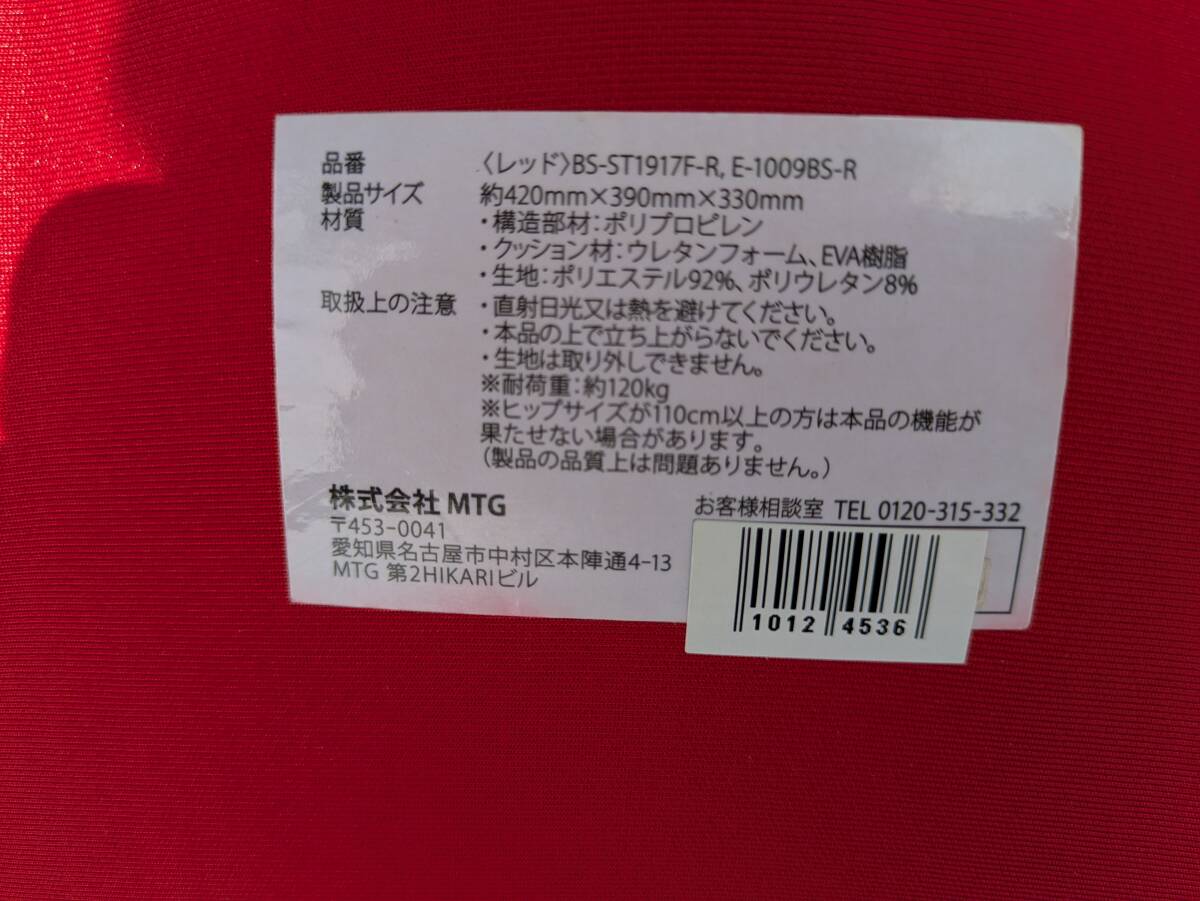 品番 〈レッド〉BS-ST1917F-R, E-1009BS-R
製品サイズ 約420mm×390mm×330mm
材質 ・構造部材:ポリプロピレン
・クッション材:ウレタンフォーム、EVA樹脂
・生地:ポリエステル92%、ポリウレタン8%
取扱上の注意 ・直射日光又は熱を避けてください。
・本品の上で立ち上がらないでください。
・生地は取り外しできません。
※耐荷重:約120kg
※ヒップサイズが110cm以上の方は本品の機能が
果たせない場合があります。
(製品の品質上は問題ありません。)
株式会社 MTG
〒453-0041
愛知県名古屋市中村区本陣通4-13
MTG 第2HIKARIビル
お客様相談室 TEL 0120-315-332
1012 4536